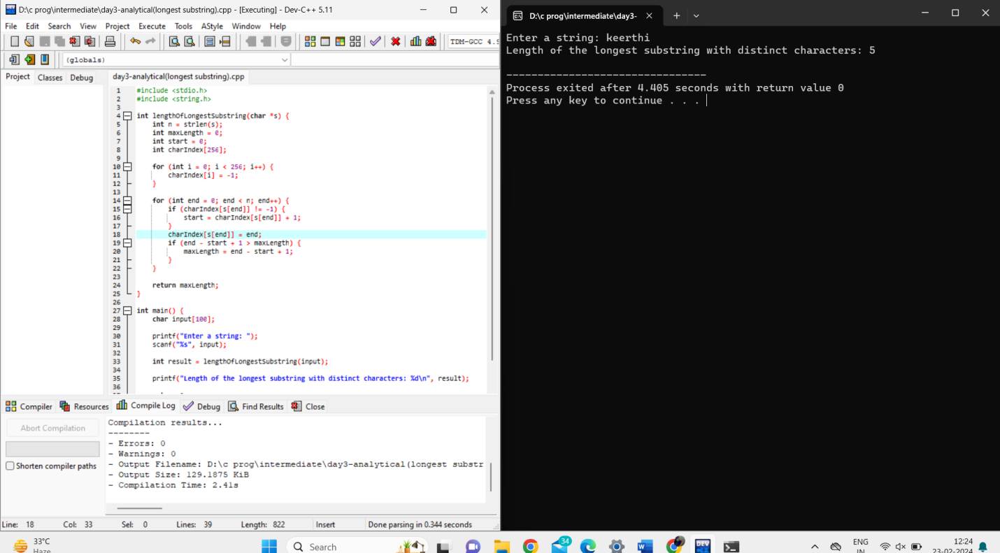 D:\c prog\intermediate\day3-analytical(longest substring).cpp - [Executing] - Dev-C++ 5.11
File Edit Search View Project Execute Tools AStyle Window Help
TDM-GCC 4.9
(globals)
Project Classes Debug
day3-analytical(longest substring).cpp
1 #include <stdio.h>
2 #include <string.h>
3
4 int lengthOfLongestSubstring(char *s) {
5 int n = strlen(s);
6 int maxLength = 0;
7 int start = 0;
8 int charIndex[256];
9
10 for (int i = 0; i < 256; i++) {
11 charIndex[i] = -1;
12 }
13
14 for (int end = 0; end < n; end++) {
15 if (charIndex[s[end]] != -1) {
16 start = charIndex[s[end]] + 1;
17 }
18 charIndex[s[end]] = end;
19 if (end - start + 1 > maxLength) {
20 maxLength = end - start + 1;
21 }
22 }
23
24 return maxLength;
25 }
26
27 int main() {
28 char input[100];
29
30 printf("Enter a string: ");
31 scanf("%s", input);
32
33 int result = lengthOfLongestSubstring(input);
34
35 printf("Length of the longest substring with distinct characters: %d\n", result);
36
Compiler Resources Compile Log Debug Find Results Close
Abort Compilation
Shorten compiler paths
Compilation results...
--------
- Errors: 0
- Warnings: 0
- Output Filename: D:\c prog\intermediate\day3-analytical(longest substr
- Output Size: 129.1875 KiB
- Compilation Time: 2.41s
Line: 18 Col: 33 Sel: 0 Lines: 39 Length: 822 Insert Done parsing in 0.344 seconds
D:\c prog\intermediate\day3-
Enter a string: keerthi
Length of the longest substring with distinct characters: 5
--------------------------------
Process exited after 4.405 seconds with return value 0
Press any key to continue . . .
33°C
Haze
Search
34
DEV
ENG
IN
12:24
23-02-2024